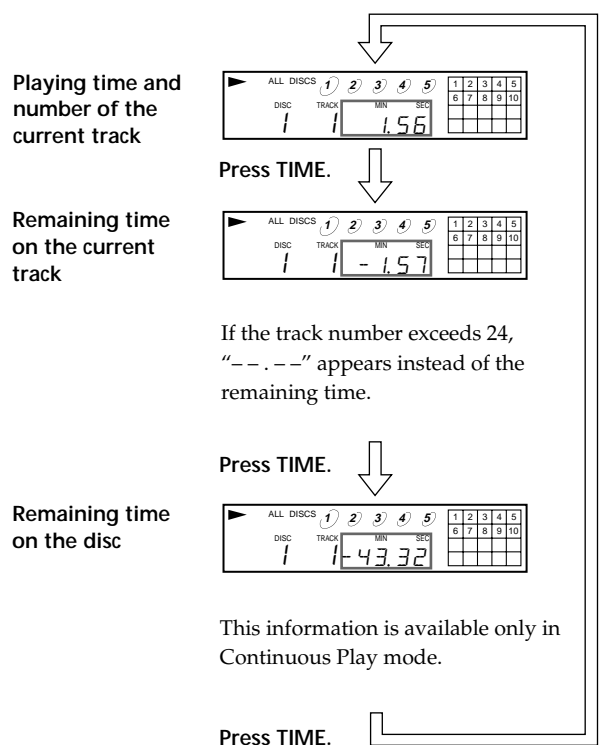 Playing time and
number of the
current track
ALL DISCS 1 2 3 4 5
1 2 3 4 5
6 7 8 9 10
DISC TRACK MIN SEC
1 1 1.56
Press TIME.
Remaining time
on the current
track
ALL DISCS 1 2 3 4 5
1 2 3 4 5
6 7 8 9 10
DISC TRACK MIN SEC
1 1 -1.57
If the track number exceeds 24,
“– – . – –” appears instead of the
remaining time.
Press TIME.
Remaining time
on the disc
ALL DISCS 1 2 3 4 5
1 2 3 4 5
6 7 8 9 10
DISC TRACK MIN SEC
1 1 -43.32
This information is available only in
Continuous Play mode.
Press TIME.